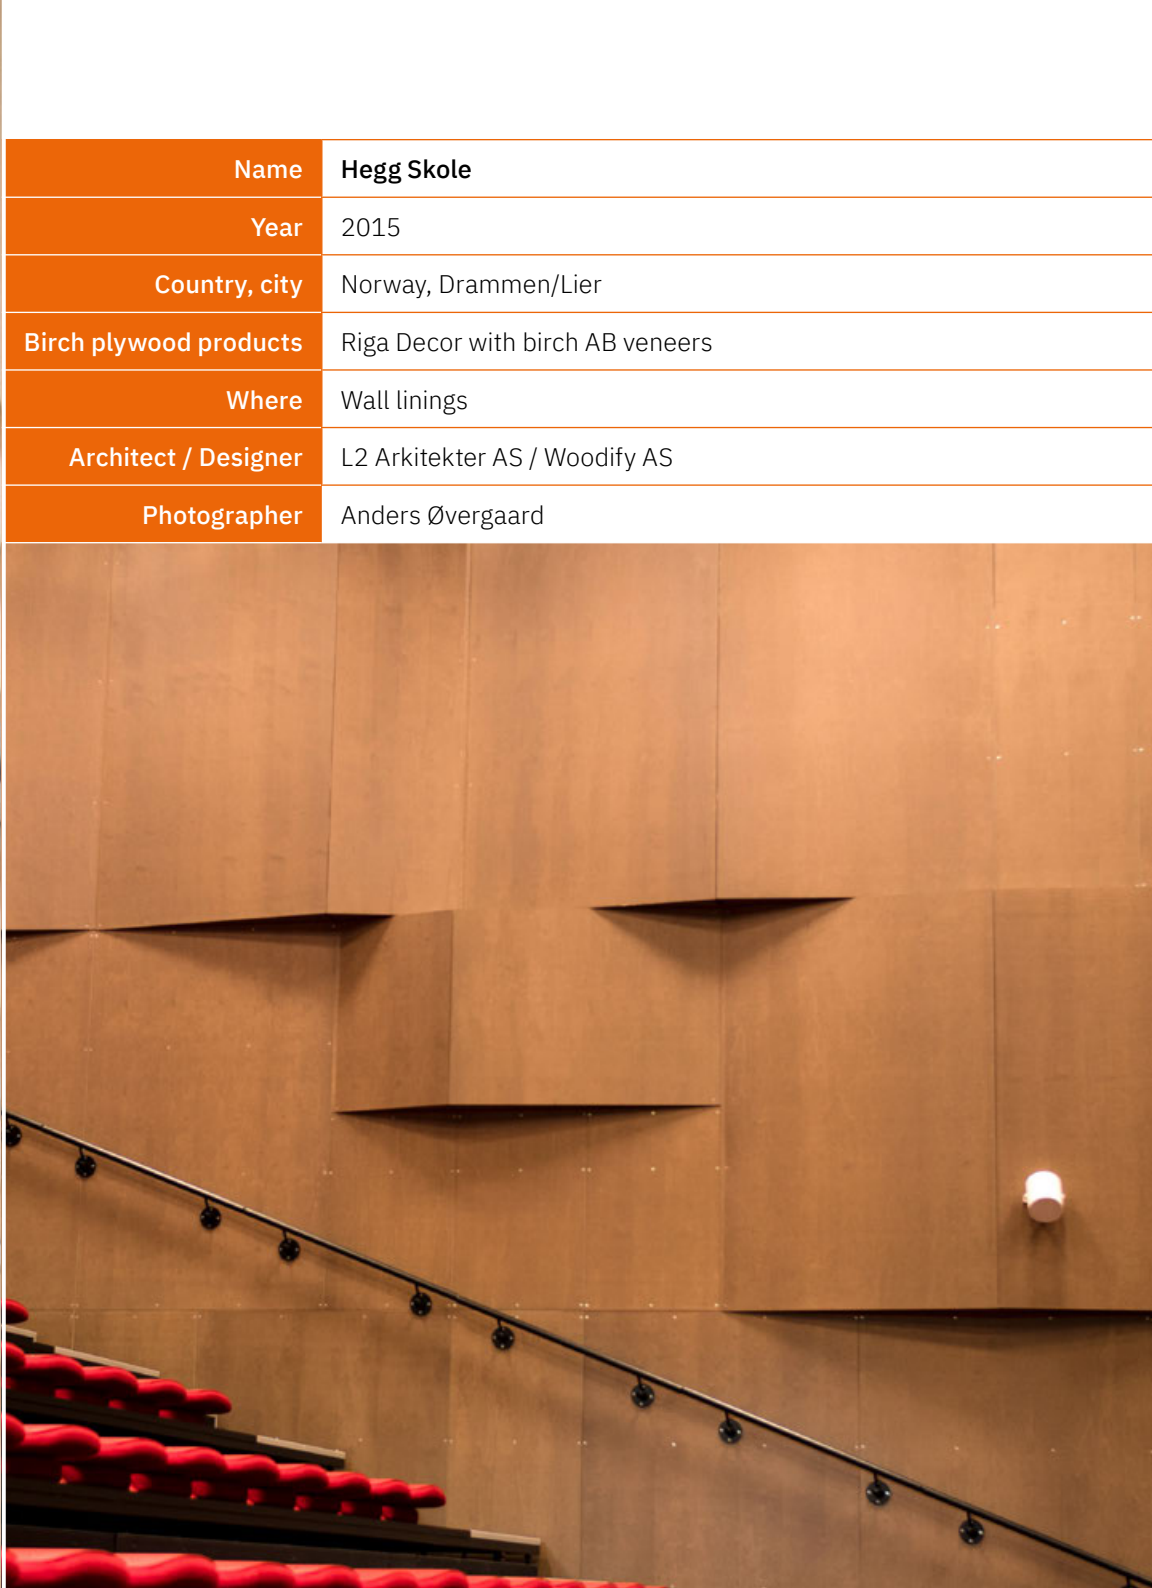 Name Hegg Skole
Year 2015
Country, city Norway, Drammen/Lier
Birch plywood products Riga Decor with birch AB veneers
Where Wall linings
Architect / Designer L2 Arkitekter AS / Woodify AS
Photographer Anders Øvergaard